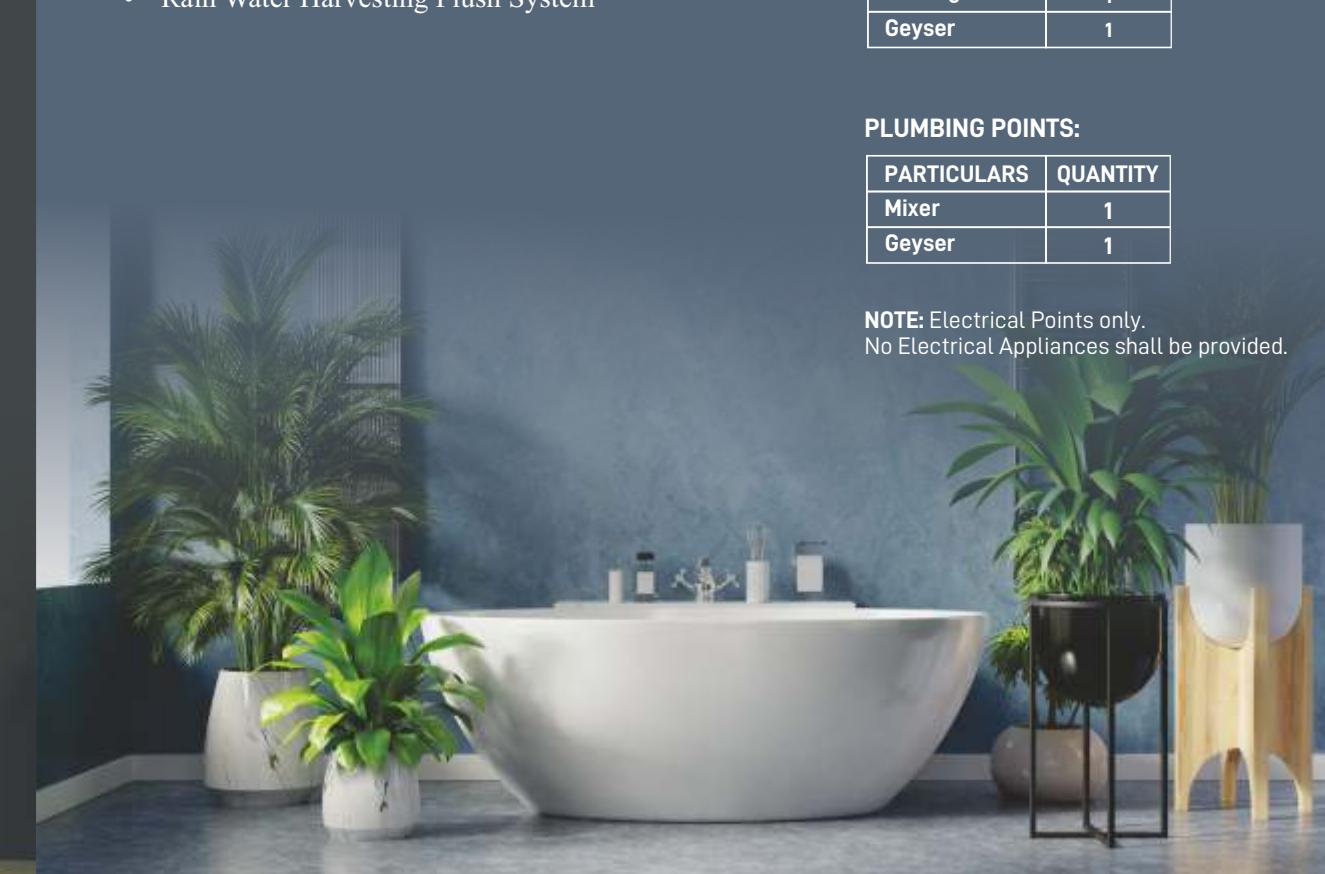 • Rain Water Harvesting Flush System
1
Geyser 1
PLUMBING POINTS:
PARTICULARS QUANTITY
Mixer 1
Geyser 1
NOTE: Electrical Points only.
No Electrical Appliances shall be provided.